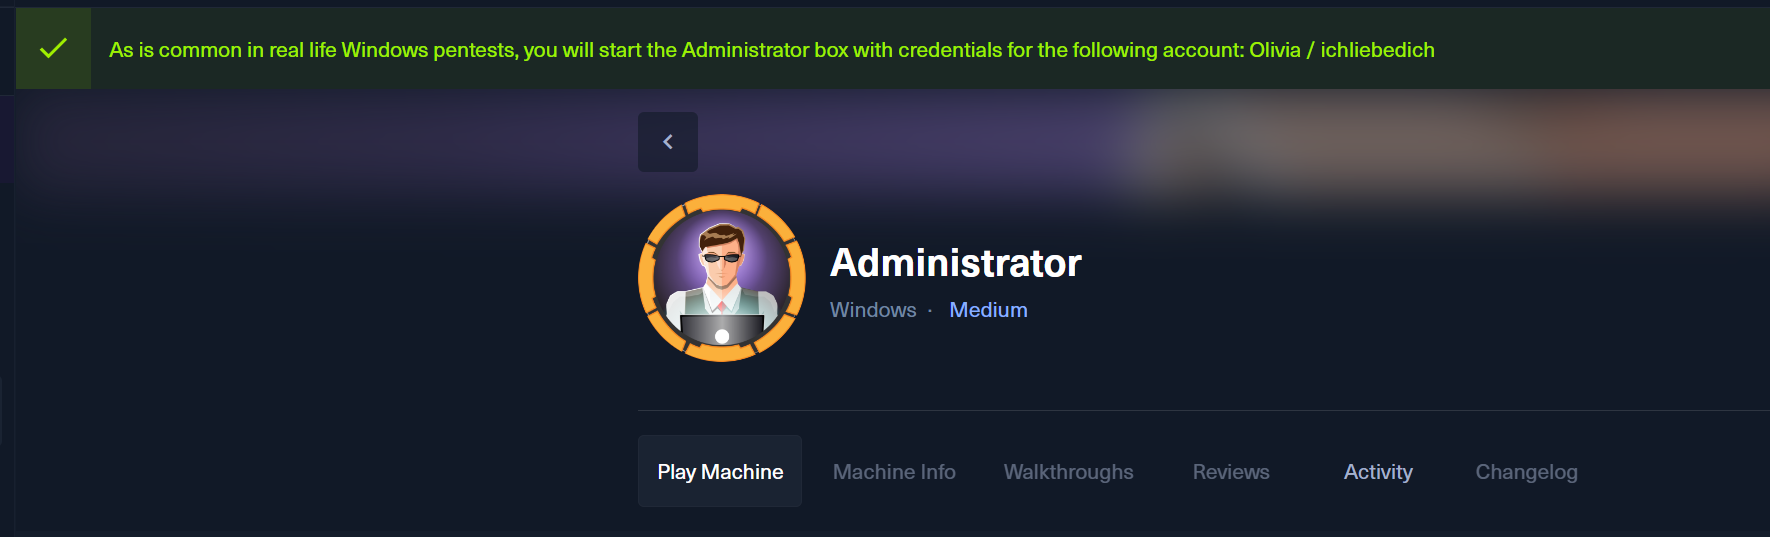 As is common in real life Windows pentests, you will start the Administrator box with credentials for the following account: Olivia / ichliebedich
Administrator
Windows · Medium
Play Machine Machine Info Walkthroughs Reviews Activity Changelog